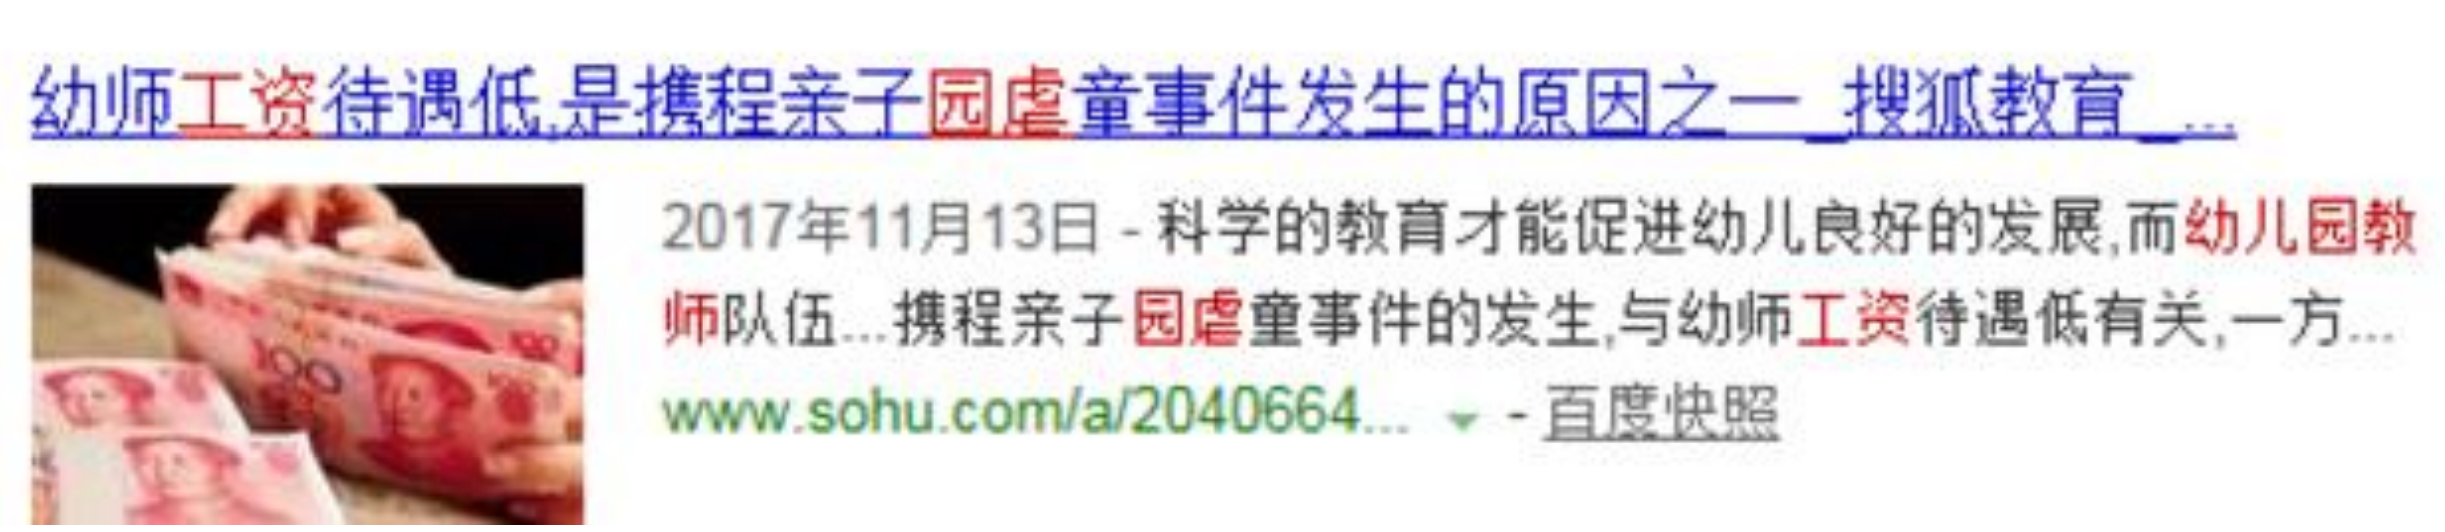 幼师工资待遇低,是携程亲子园虐童事件发生的原因之一_搜狐教育_...
2017年11月13日 - 科学的教育才能促进幼儿良好的发展,而幼儿园教
师队伍...携程亲子园虐童事件的发生,与幼师工资待遇低有关,一方...
www.sohu.com/a/2040664... - 百度快照
100